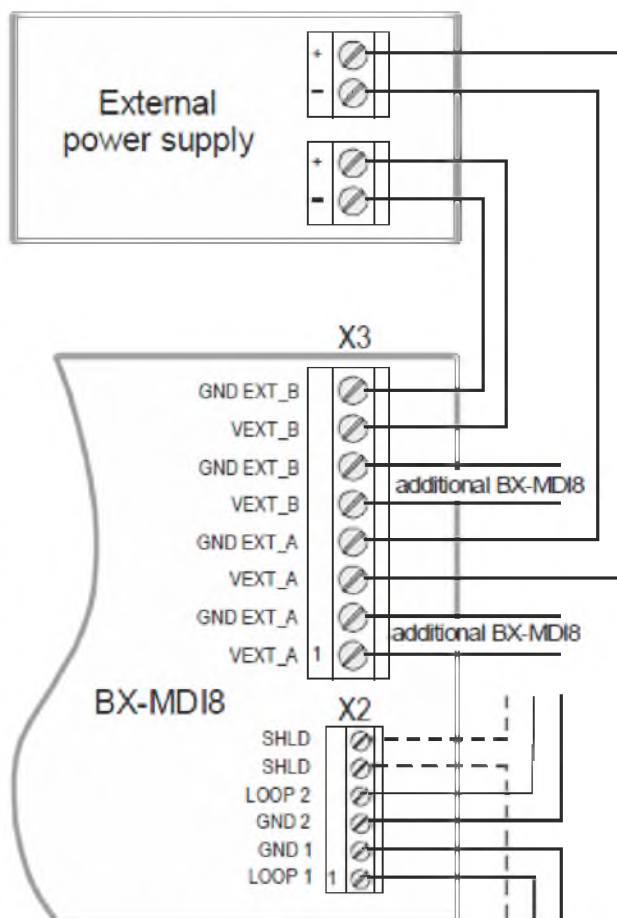 +
-
External
power supply
+
-
X3
GND EXT_B
VEXT_B
GND EXT_B
additional BX-MDI8
VEXT_B
GND EXT_A
VEXT_A
GND EXT_A
additional BX-MDI8
VEXT_A 1
BX-MDI8
X2
SHLD
SHLD
LOOP 2
GND 2
GND 1
LOOP 1 1